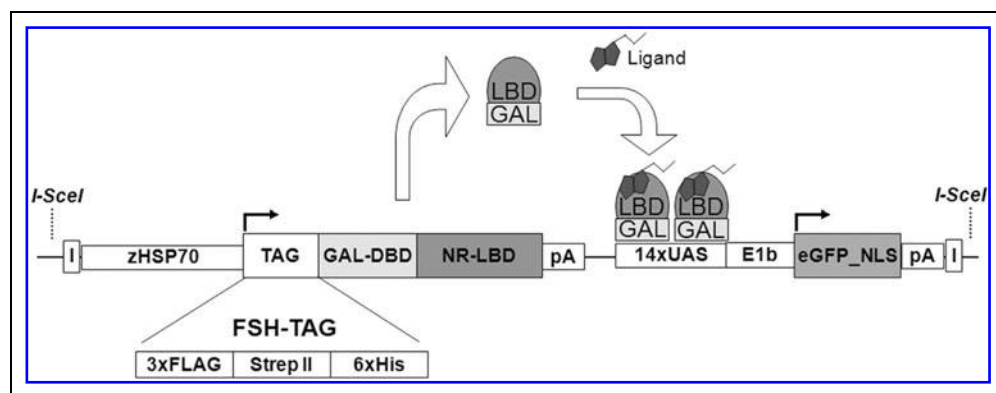 LBD
GAL
Ligand
I-SceI
LBD LBD
GAL GAL
I-SceI
I zHSP70 TAG GAL-DBD NR-LBD pA 14xUAS E1b eGFP_NLS pA I
FSH-TAG
3xFLAG Strep II 6xHis